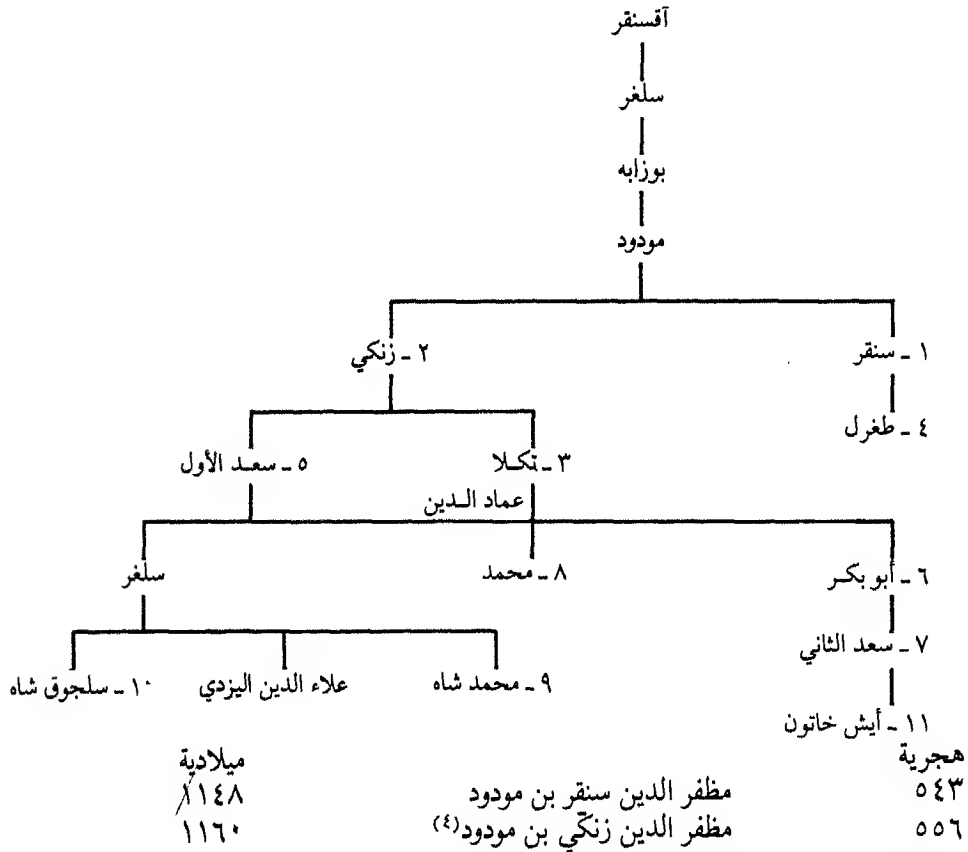 آقسنقر
سلغر
بوزابه
مودود
١ ـ سنقر ٢ ـ زنكي
٤ ـ طغرل
٣ ـ تكلا ٥ ـ سعد الأول
عماد الدين
٦ ـ أبو بكر ٨ ـ محمد سلغر
٧ ـ سعد الثاني
٩ ـ محمد شاه علاء الدين اليزدي ١٠ ـ سلجوق شاه
١١ ـ أيش خاتون
هجرية ميلادية
٥٤٣ مظفر الدين سنقر بن مودود ١١٤٨
٥٥٦ مظفر الدين زنكّي بن مودود(٤) ١١٦٠